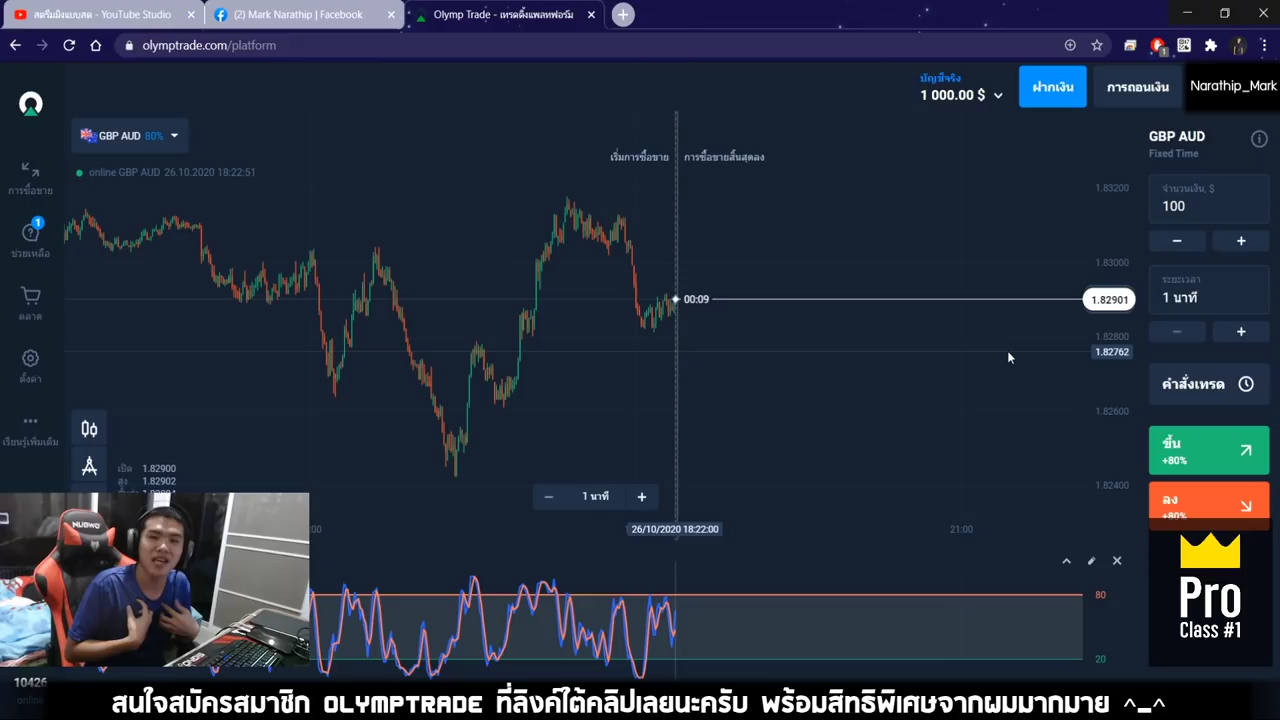 สตรีมมิงแบบสด - YouTube Studio
(2) Mark Narathip | Facebook
Olymp Trade - เทรดดิ้งแพลทฟอร์ม
olymptrade.com/platform
1
บัญชีจริง
1 000.00 $
ฝากเงิน
การถอนเงิน
Narathip_Mark
GBP AUD 80%
online GBP AUD 26.10.2020 18:22:51
เริ่มการซื้อขาย
การซื้อขายสิ้นสุดลง
การซื้อขาย
1
ช่วยเหลือ
ตลาด
ตั้งค่า
เรียนรู้เพิ่มเติม
GBP AUD
Fixed Time
จำนวนเงิน, $
100
ระยะเวลา
1 นาที
คำสั่งเทรด
ขึ้น
+80%
ลง
+80%
1.83200
1.83000
00:09
1.82901
1.82800
1.82762
1.82600
1.82400
เปิด 1.82900
สูง 1.82902
1 นาที
26/10/2020 18:22:00
21:00
80
20
NUBWO
Pro
Class #1
10426
online
สนใจสมัครสมาชิก OLYMPTRADE ที่ลิงค์ใต้คลิปเลยนะครับ พร้อมสิทธิพิเศษจากผมมากมาย ^_^